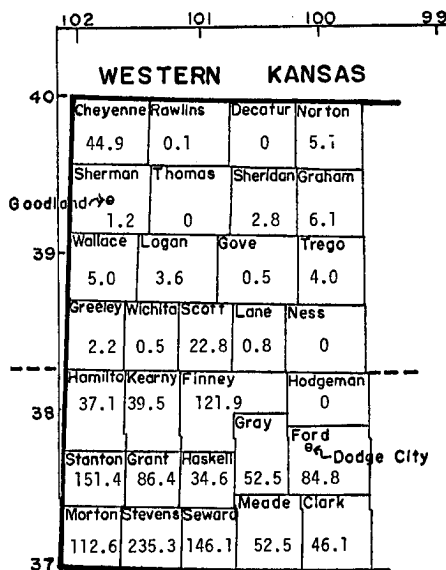 102 101 100 99
WESTERN KANSAS
40
Cheyenne Rawlins Decatur Norton
44.9 0.1 0 5.1
Sherman Thomas Sheridan Graham
Goodland
1.2 0 2.8 6.1
39
Wallace Logan Gove Trego
5.0 3.6 0.5 4.0
Greeley Wichita Scott Lane Ness
2.2 0.5 22.8 0.8 0
Hamilto Kearny Finney Hodgeman
37.1 39.5 121.9 0
38
Gray Ford
Dodge City
Stanton Grant Haskell
151.4 86.4 34.6 52.5 84.8
Morton Stevens Seward Meade Clark
112.6 235.3 146.1 52.5 46.1
37